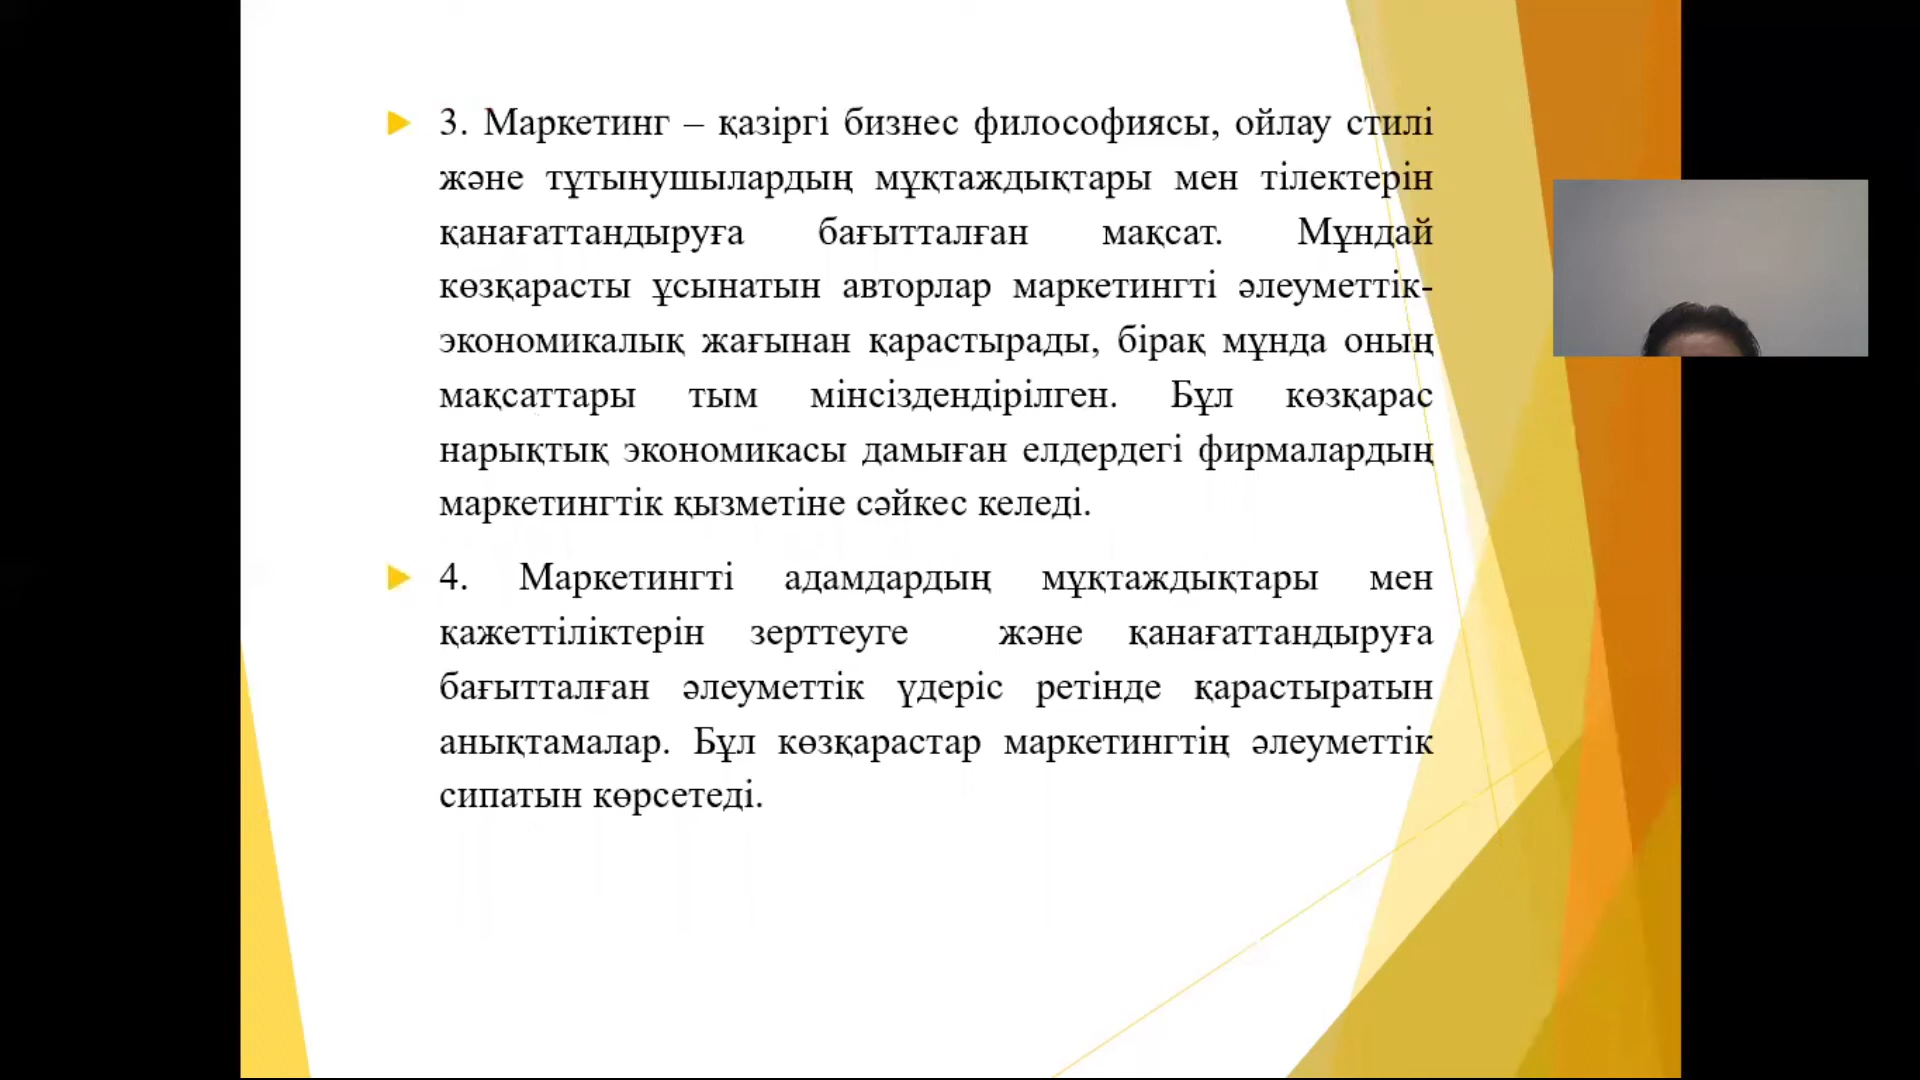 3. Маркетинг – қазіргі бизнес философиясы, ойлау стилі
және тұтынушылардың мұқтаждықтары мен тілектерін
қанағаттандыруға бағытталған мақсат. Мұндай
көзқарасты ұсынатын авторлар маркетингті әлеуметтік-
экономикалық жағынан қарастырады, бірақ мұнда оның
мақсаттары тым мінсіздендірілген. Бұл көзқарас
нарықтық экономикасы дамыған елдердегі фирмалардың
маркетингтік қызметіне сәйкес келеді.
4. Маркетингті адамдардың мұқтаждықтары мен
қажеттіліктерін зерттеуге және қанағаттандыруға
бағытталған әлеуметтік үдеріс ретінде қарастыратын
анықтамалар. Бұл көзқарастар маркетингтің әлеуметтік
сипатын көрсетеді.